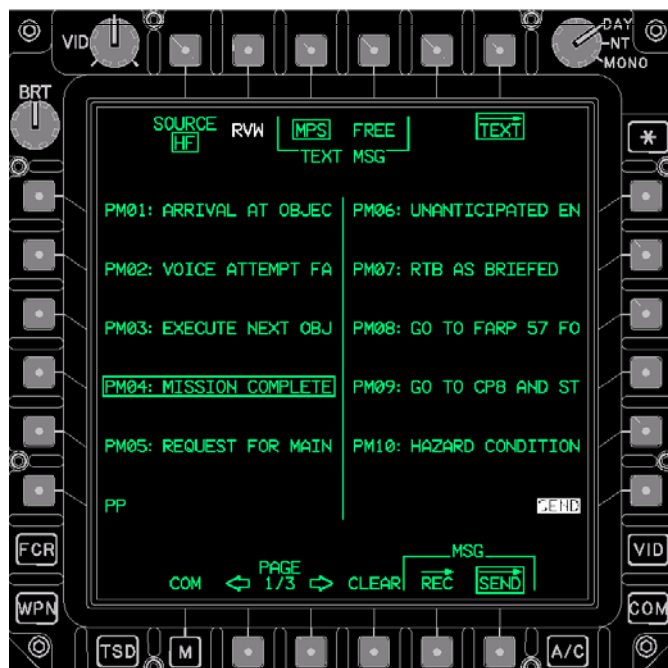 DAY
VID
NT
MONO
BRT
SOURCE
HF
RVW
MPS
FREE
TEXT
TEXT MSG
*
PM01: ARRIVAL AT OBJEC
PM06: UNANTICIPATED EN
PM02: VOICE ATTEMPT FA
PM07: RTB AS BRIEFED
PM03: EXECUTE NEXT OBJ
PM08: GO TO FARP 57 FO
PM04: MISSION COMPLETE
PM09: GO TO CP8 AND ST
PM05: REQUEST FOR MAIN
PM10: HAZARD CONDITION
PP
SEND
FCR
VID
MSG
PAGE
COM
1/3
CLEAR
REC
SEND
WPN
COM
TSD
M
A/C